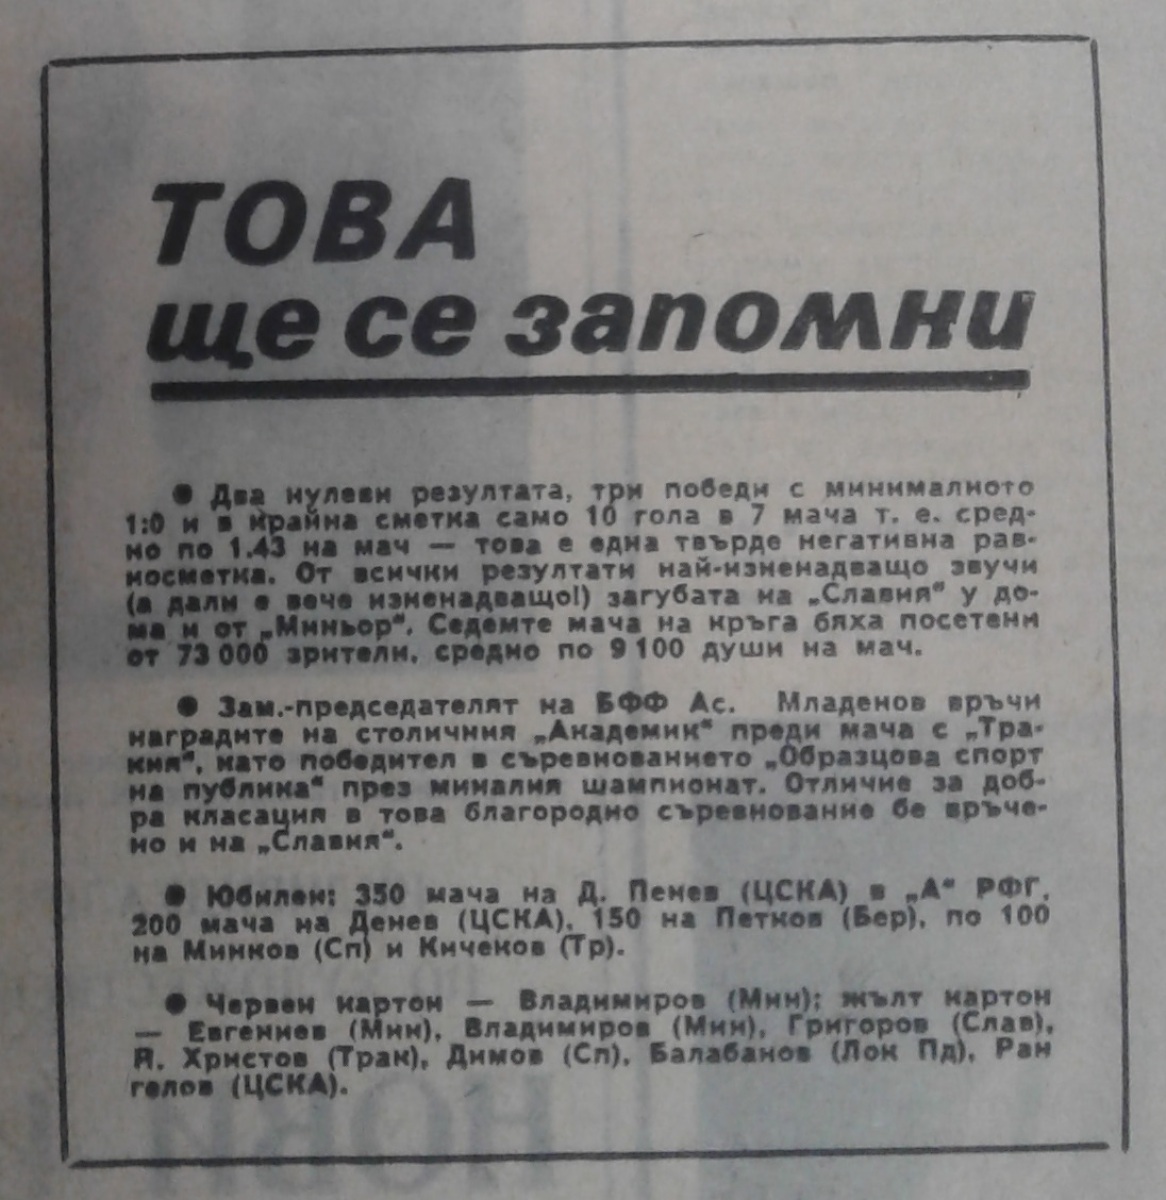 ТОВА
ще се запомни
● Два нулеви резултата, три победи с минималното
1:0 и в крайна сметка само 10 гола в 7 мача т. е. сред-
но по 1.43 на мач — това е една твърде негативна рав-
носметка. От всички резултати най-изненадващо звучи
(а дали е вече изненадващо!) загубата на „Славия“ у до-
ма и от „Миньор“. Седемте мача на кръга бяха посетени
от 73 000 зрители, средно по 9 100 души на мач.
● Зам.-председателят на БФФ Ас. Младенов връчи
наградите на столичния „Академик“ преди мача с „Тра-
кия“, като победител в съревнованието „Образцова спорт
на публика“ през миналия шампионат. Отличие за доб-
ра класация в това благородно съревнование бе връче-
но и на „Славия“.
● Юбилеи: 350 мача на Д. Пенев (ЦСКА) в „А“ РФГ,
200 мача на Денев (ЦСКА), 150 на Петков (Бер), по 100
на Минков (Сп) и Кичеков (Тр).
● Червен картон — Владимиров (Мин); жълт картон
— Евгениев (Мин), Владимиров (Мин), Григоров (Слав),
Я. Христов (Трак), Димов (Сп), Балабанов (Лок Пд), Ран
гелов (ЦСКА).